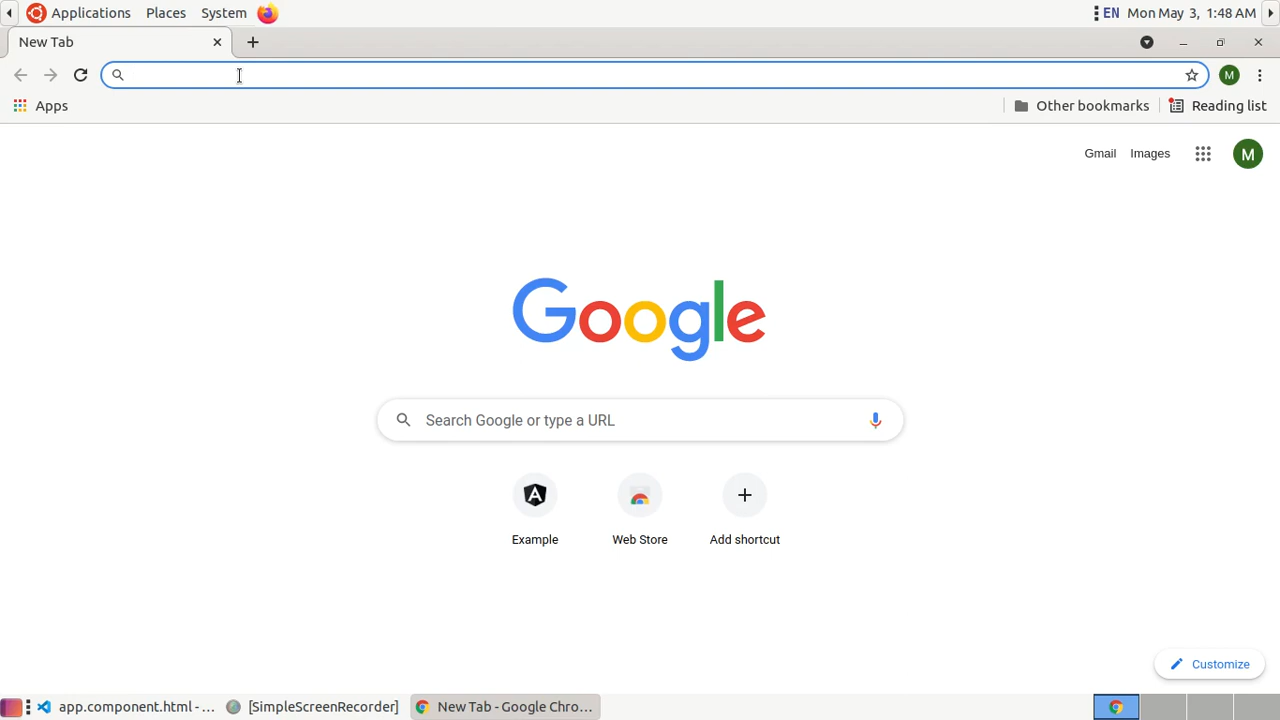 Applications Places System EN Mon May 3, 1:48 AM
New Tab
M
Apps Other bookmarks Reading list
Gmail Images M
Google
Search Google or type a URL
Example Web Store Add shortcut
Customize
app.component.html - ... [SimpleScreenRecorder] New Tab - Google Chro...